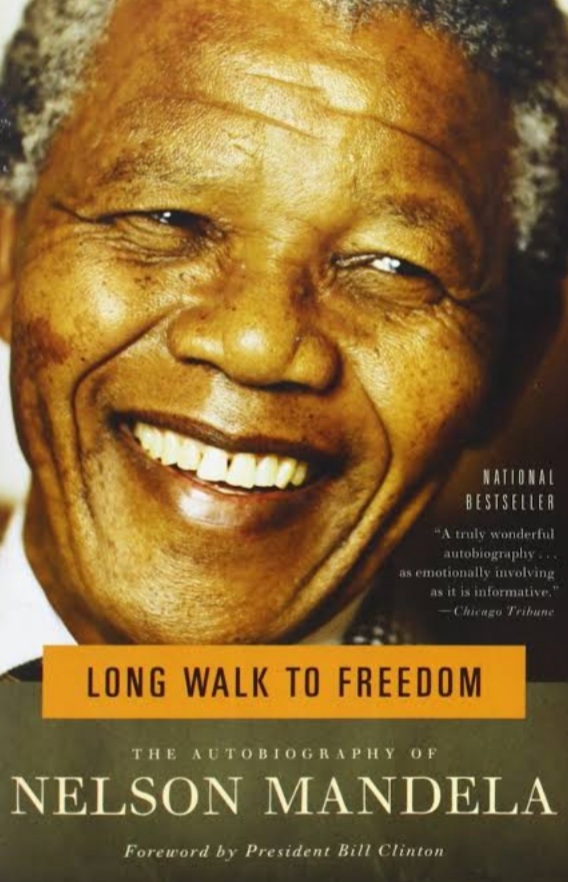 NATIONAL
BESTSELLER
“A truly wonderful
autobiography . . .
as emotionally involving
as it is informative.”
—Chicago Tribune
LONG WALK TO FREEDOM
THE AUTOBIOGRAPHY OF
NELSON MANDELA
Foreword by President Bill Clinton